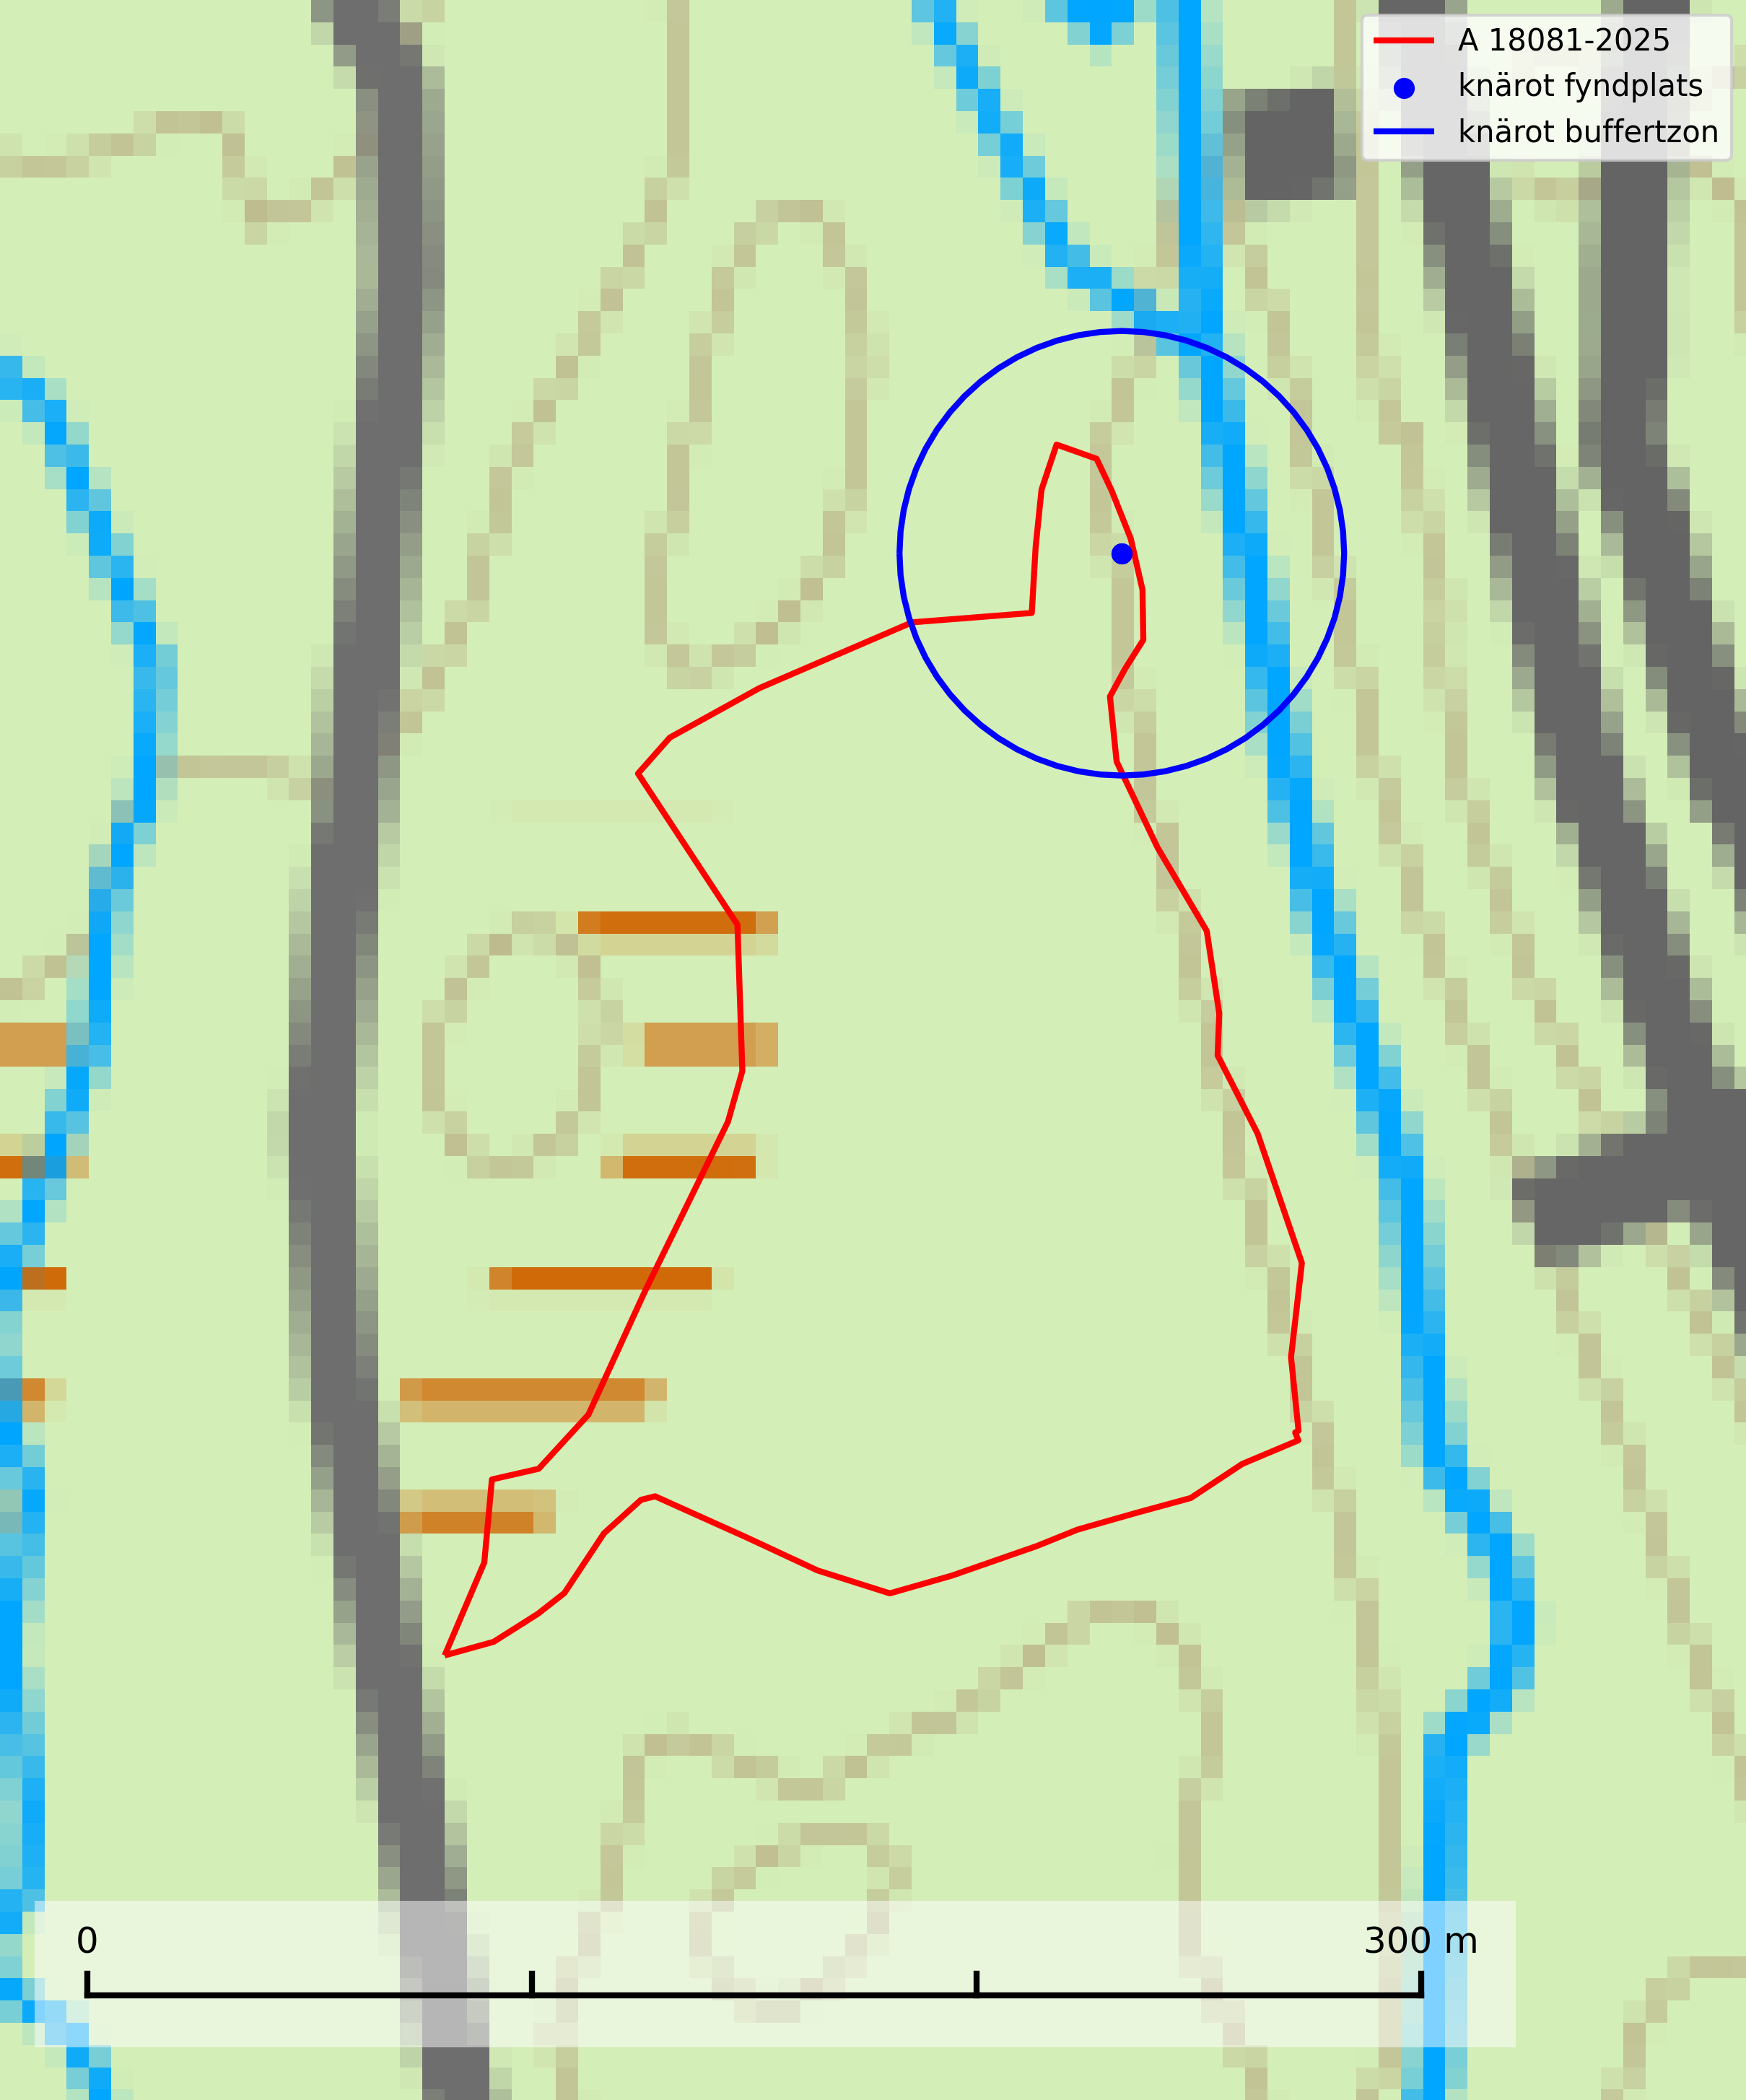 A 18081-2025
knärot fyndplats
knärot buffertzon
0 300 m